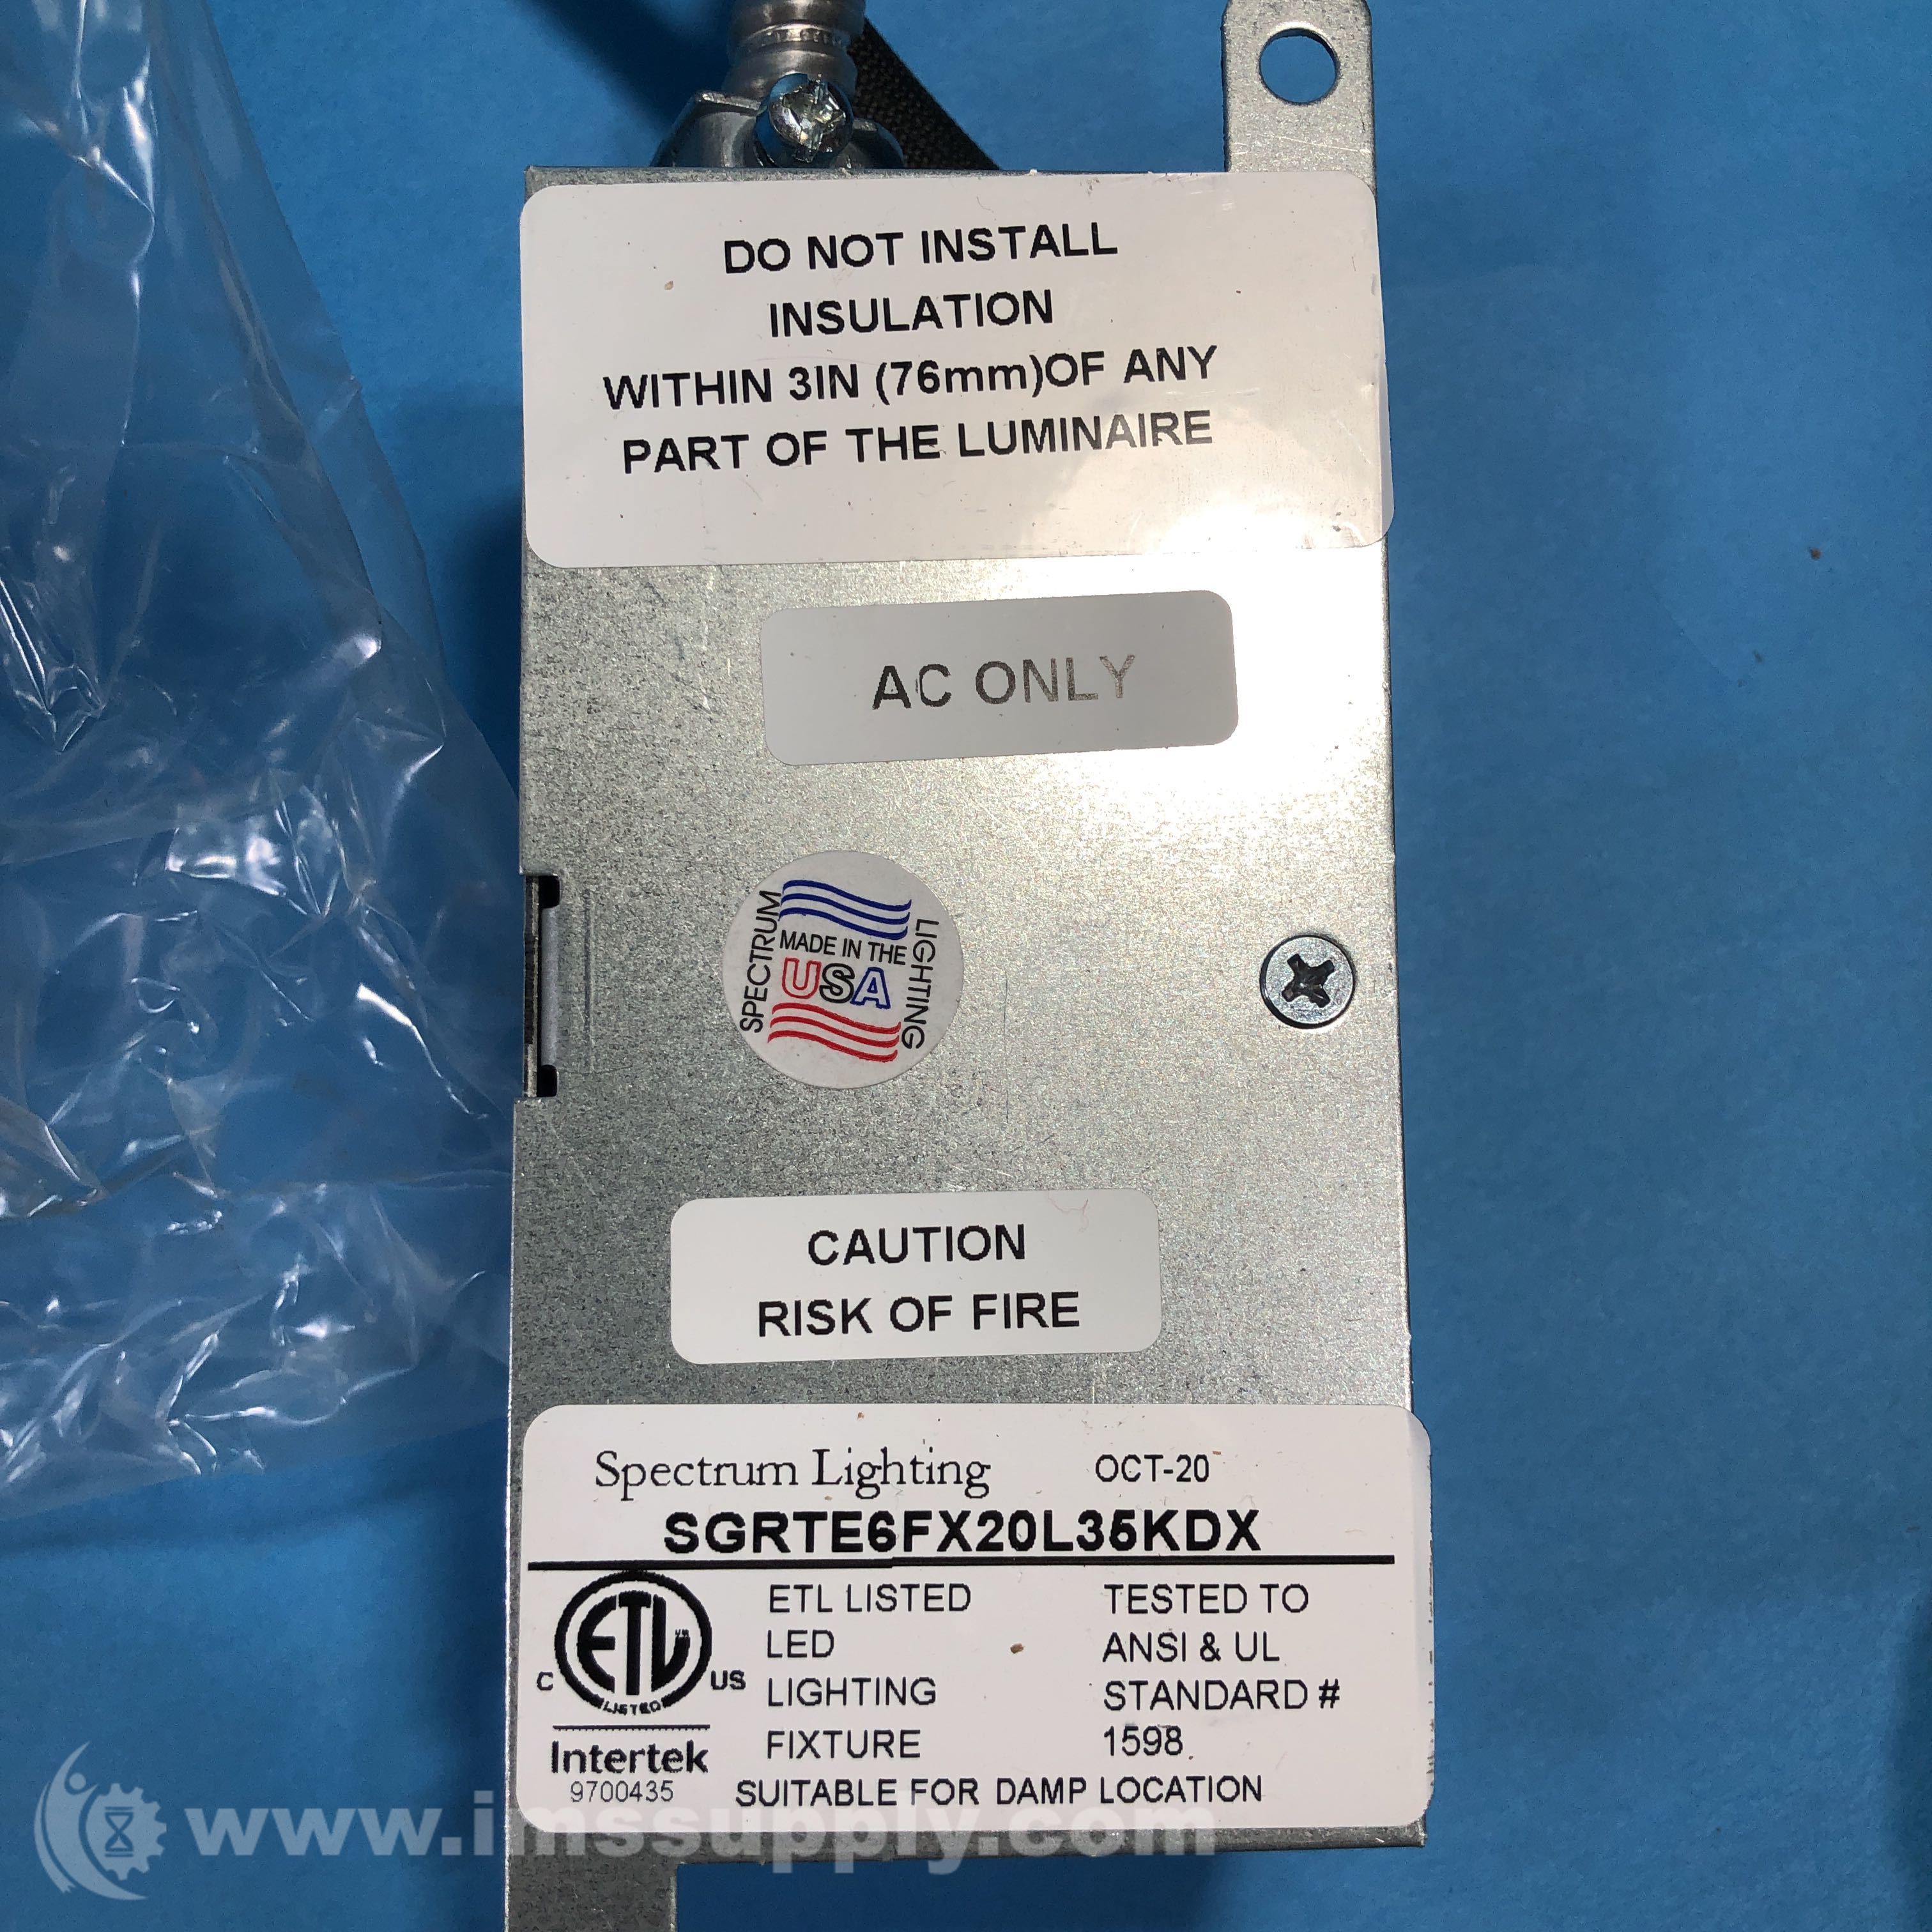 DO NOT INSTALL
INSULATION
WITHIN 3IN (76mm)OF ANY
PART OF THE LUMINAIRE
AC ONLY
SPECTRUM
MADE IN THE
USA
LIGHTING
CAUTION
RISK OF FIRE
Spectrum Lighting OCT-20
SGRTE6FX20L35KDX
ETL LISTED TESTED TO
LED ANSI & UL
LIGHTING STANDARD #
FIXTURE 1598
C ETL US
LISTED
Intertek
9700435 SUITABLE FOR DAMP LOCATION
www.imssupply.com